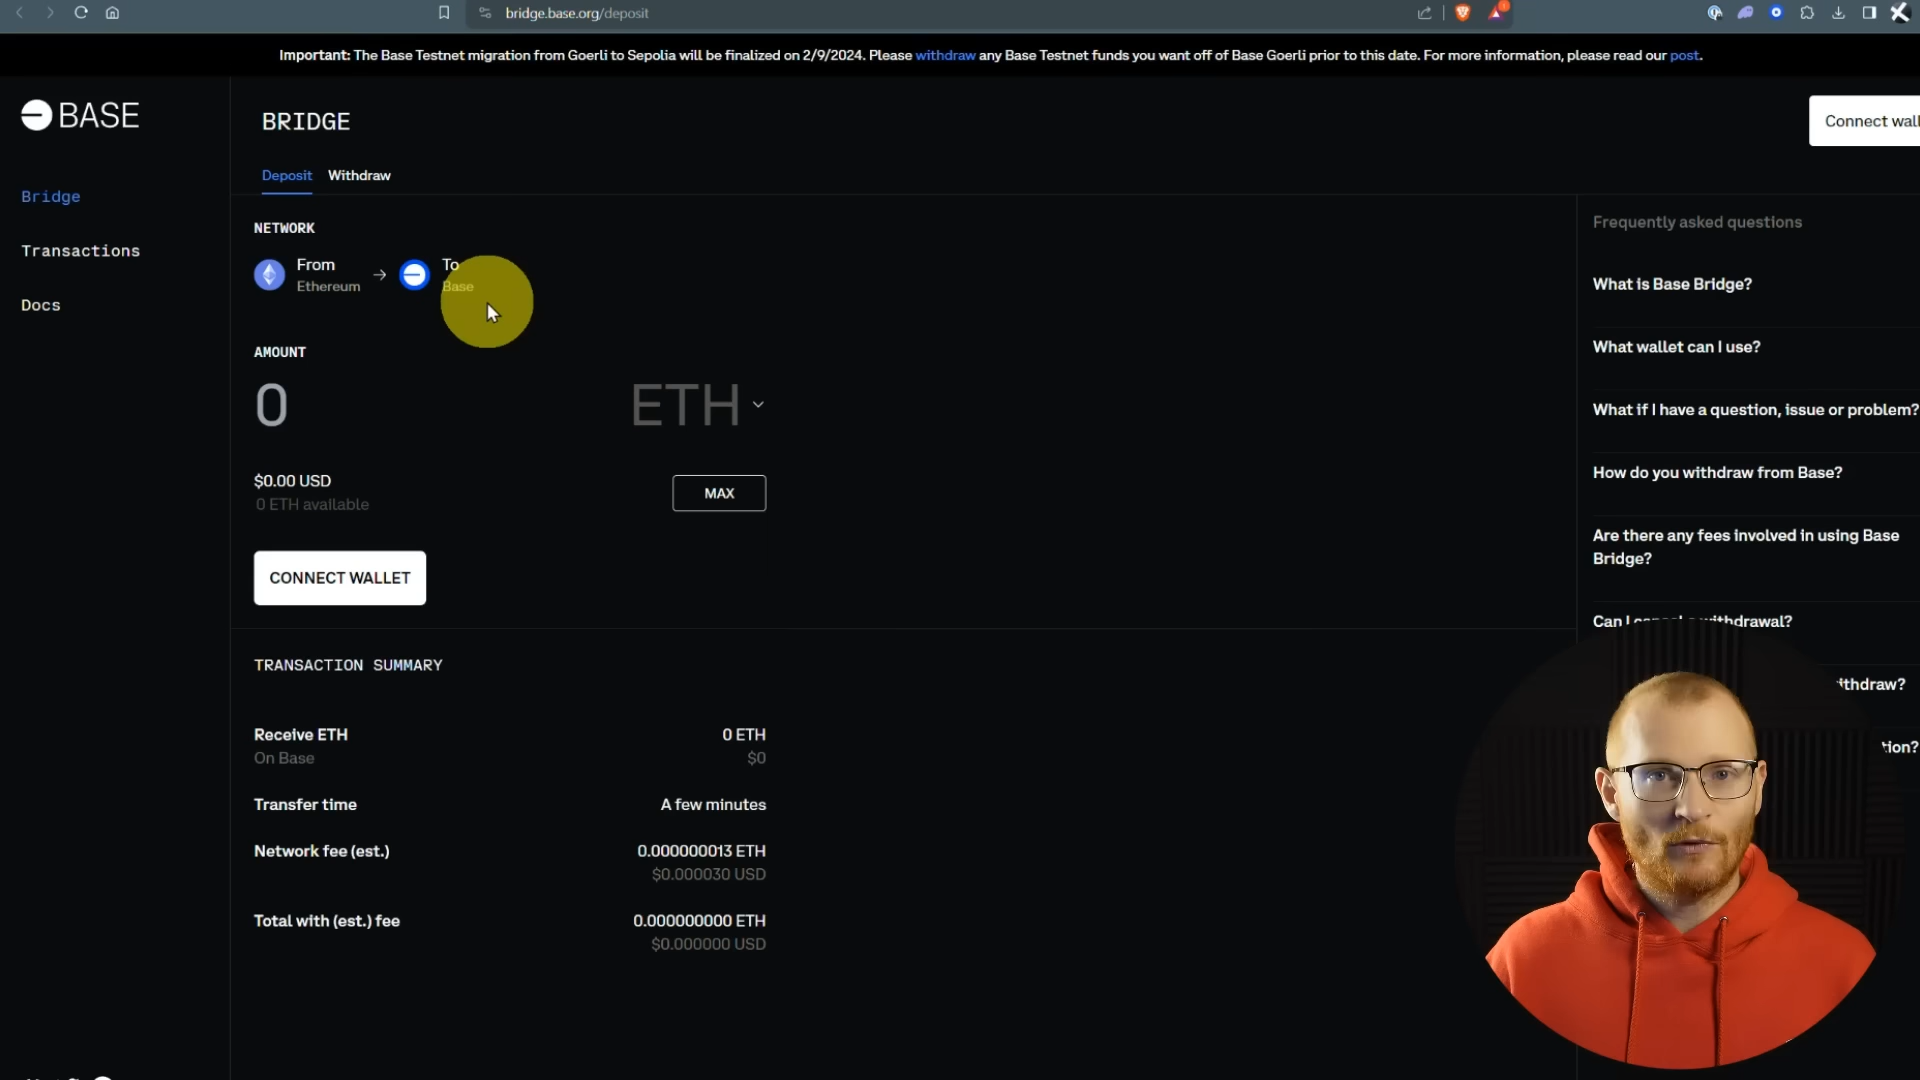 bridge.base.org/deposit
Important: The Base Testnet migration from Goerli to Sepolia will be finalized on 2/9/2024. Please withdraw any Base Testnet funds you want off of Base Goerli prior to this date. For more information, please read our post.
BASE
BRIDGE
Connect wall
Bridge
Transactions
Docs
Deposit Withdraw
NETWORK
From
Ethereum
→
To
Base
AMOUNT
0 ETH
$0.00 USD
0 ETH available
MAX
CONNECT WALLET
TRANSACTION SUMMARY
Receive ETH 0 ETH
On Base $0
Transfer time A few minutes
Network fee (est.) 0.000000013 ETH
$0.000030 USD
Total with (est.) fee 0.000000000 ETH
$0.000000 USD
Frequently asked questions
What is Base Bridge?
What wallet can I use?
What if I have a question, issue or problem?
How do you withdraw from Base?
Are there any fees involved in using Base
Bridge?
Can I withdrawal?
ithdraw?
tion?